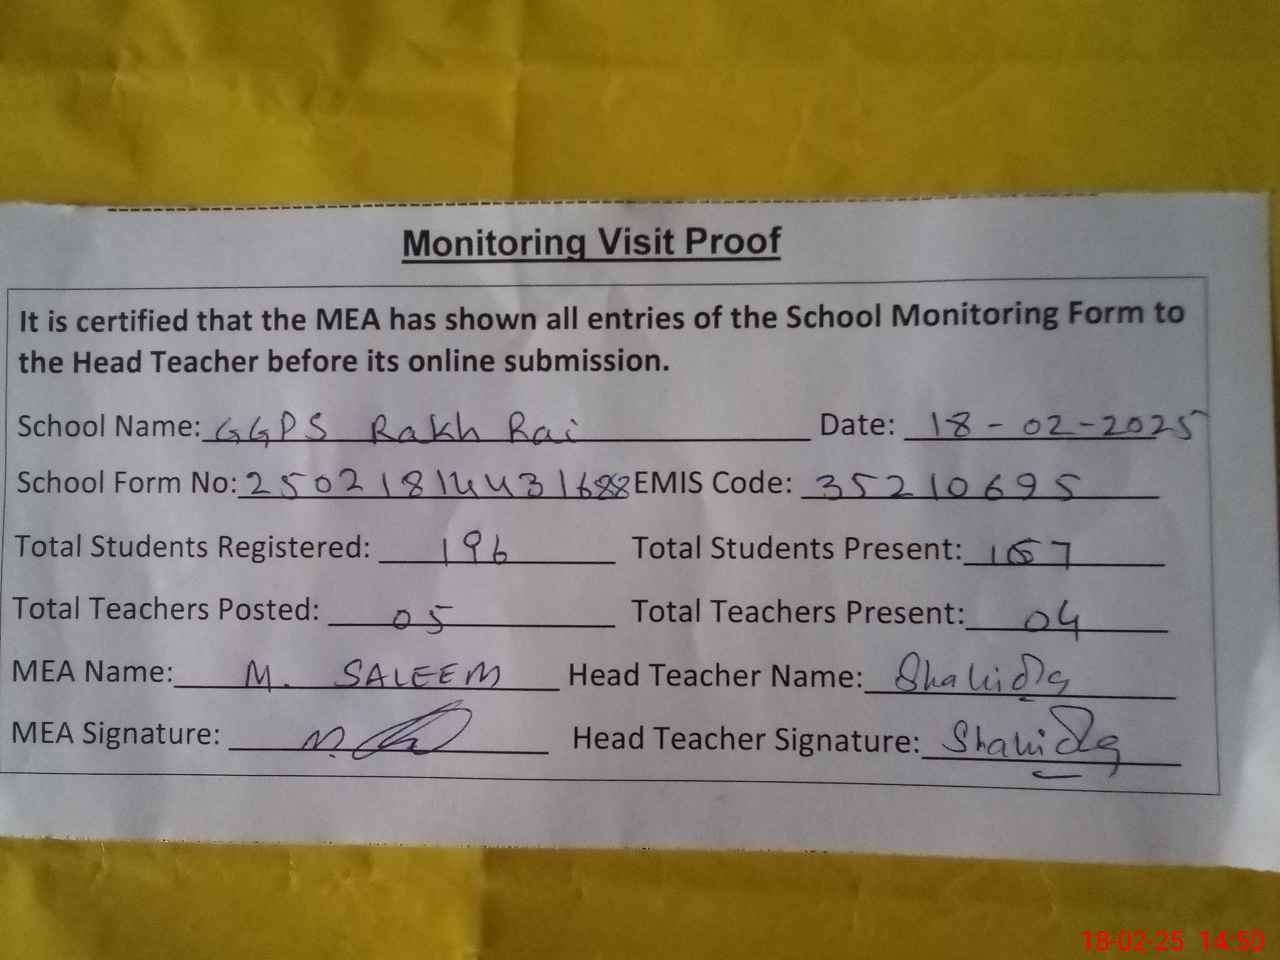 Monitoring Visit Proof
It is certified that the MEA has shown all entries of the School Monitoring Form to
the Head Teacher before its online submission.
School Name: GGPS Rakh Rai Date: 18-02-2025
School Form No: EMIS Code: 35210695
Total Students Registered: 196 Total Students Present:
Total Teachers Posted: 05 Total Teachers Present: 04
MEA Name: M. SALEEM Head Teacher Name: Shahida
MEA Signature: Head Teacher Signature: Shahida
18-02-25 14:50